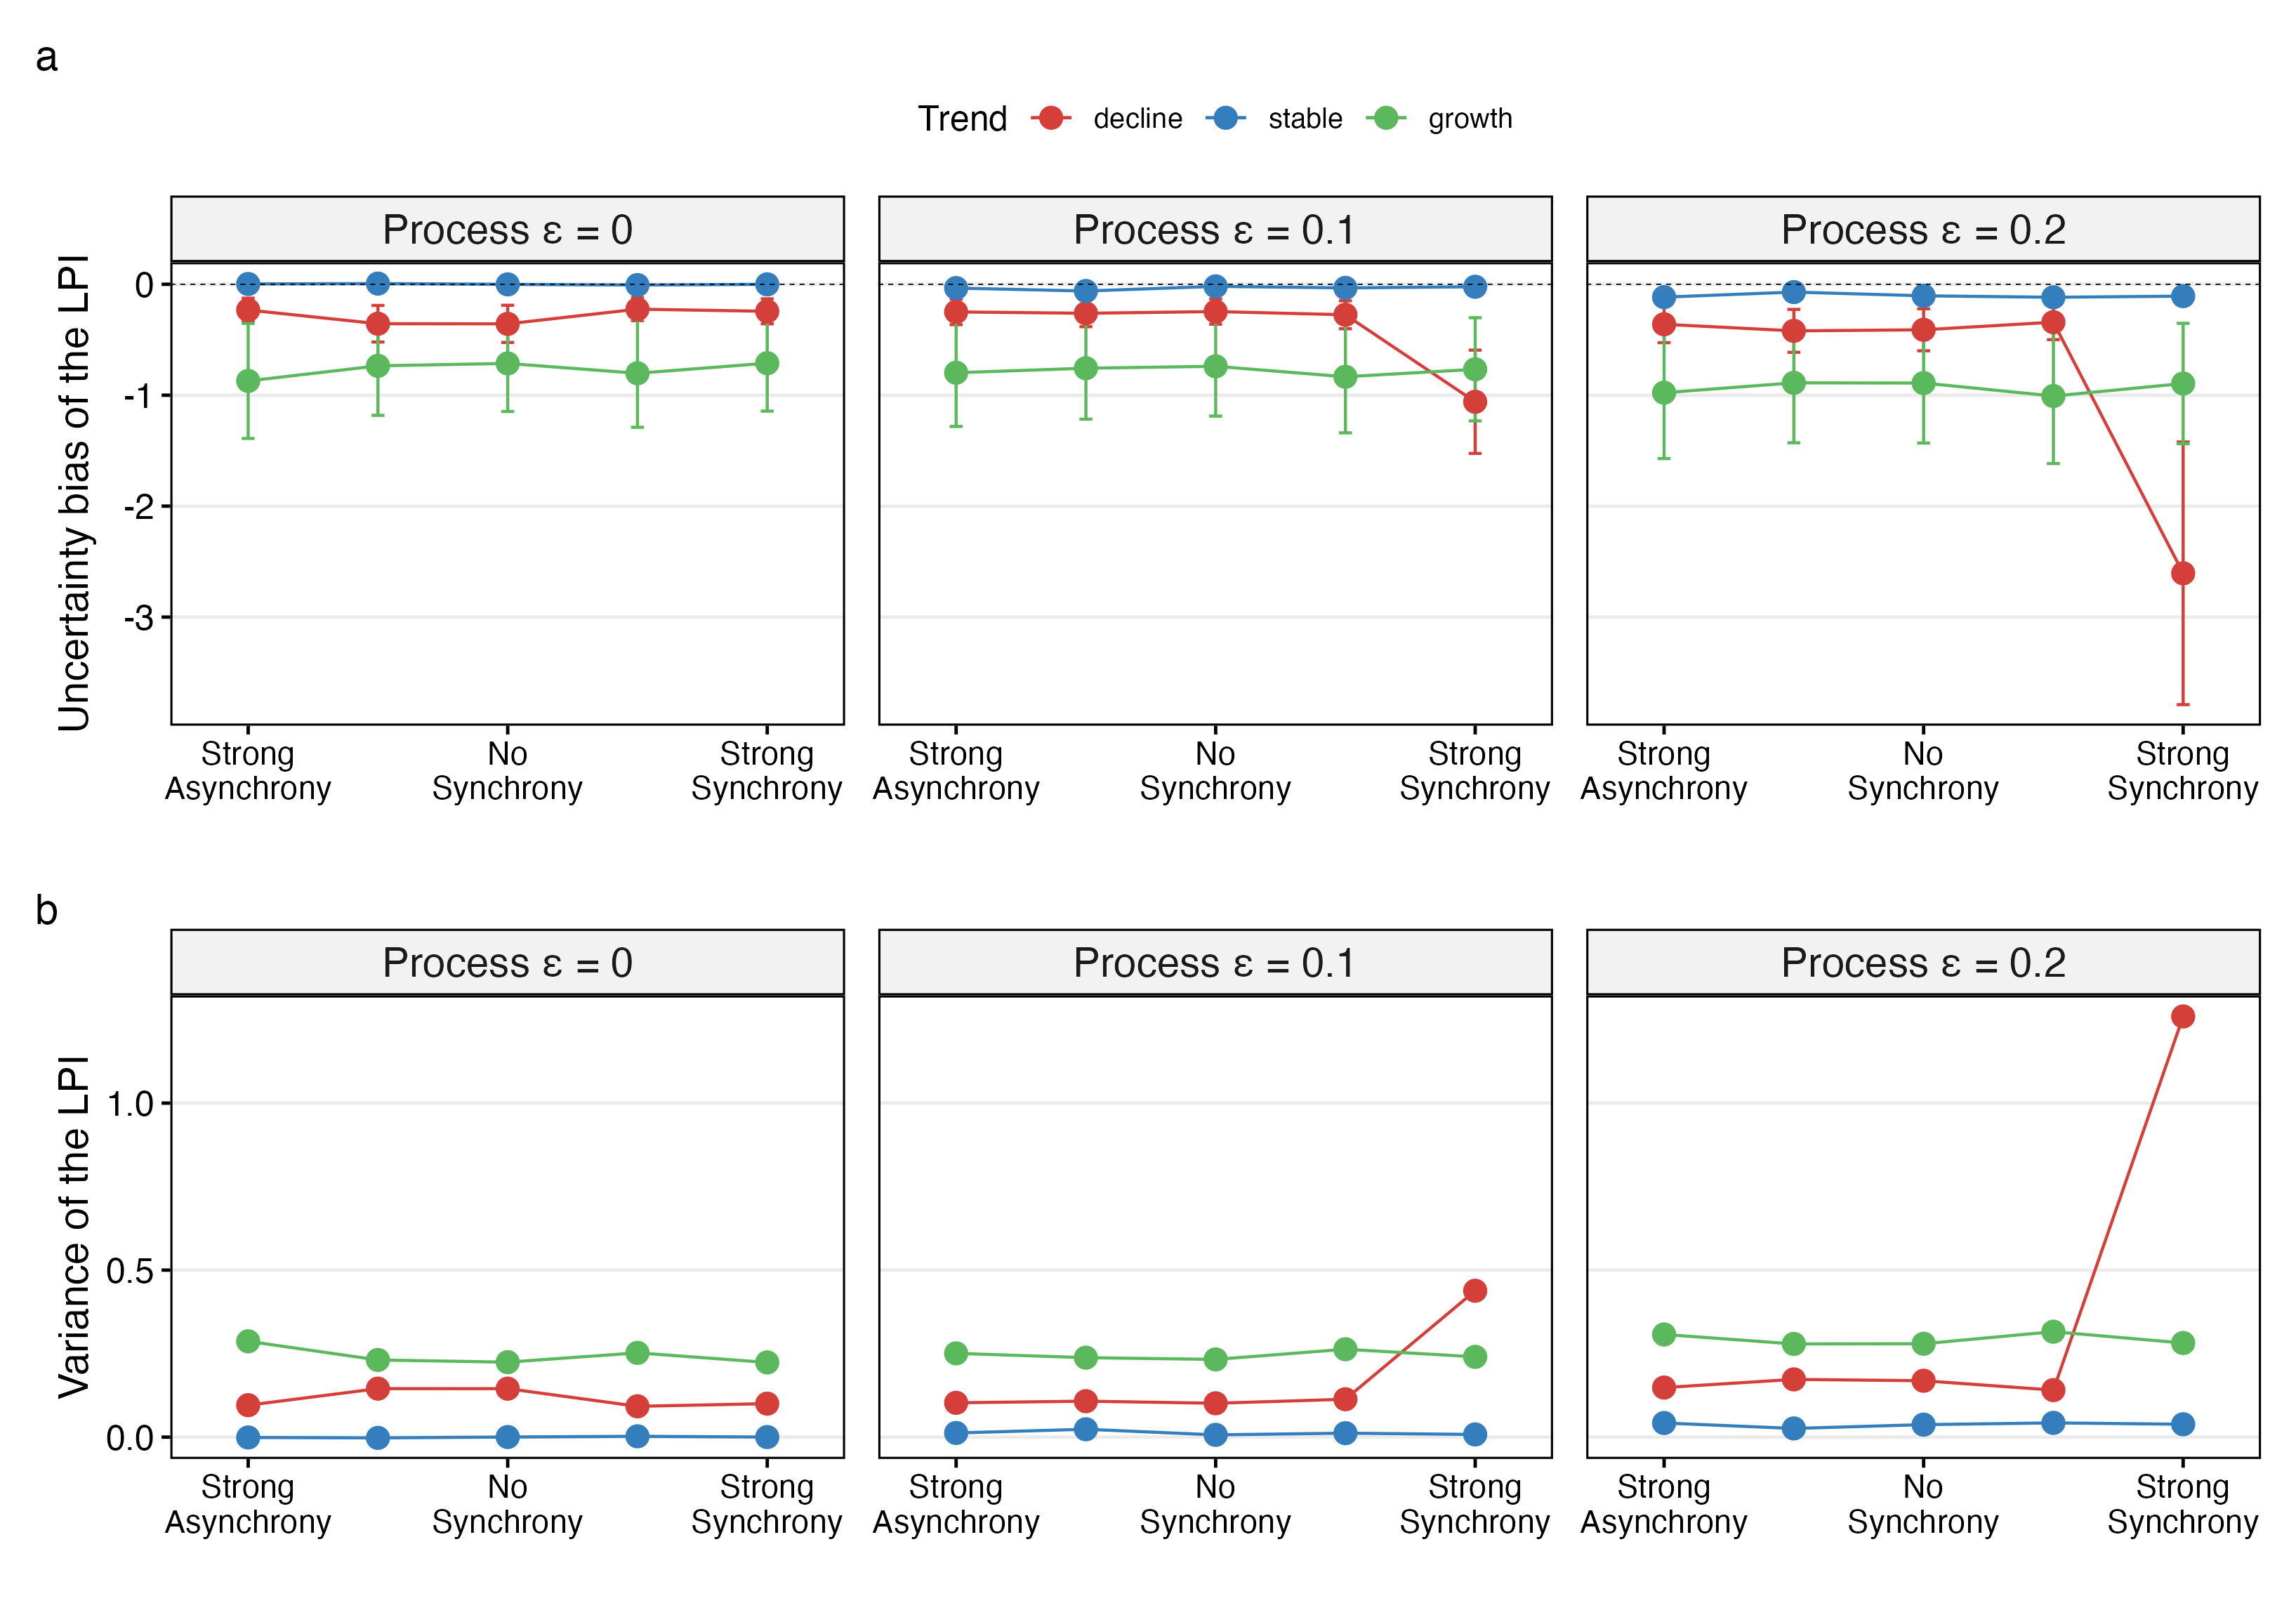 a
Trend decline stable growth
Process ε = 0 Process ε = 0.1 Process ε = 0.2
Uncertainty bias of the LPI
0
-1
-2
-3
Strong No Strong Strong No Strong Strong No Strong
Asynchrony Synchrony Synchrony Asynchrony Synchrony Synchrony Asynchrony Synchrony Synchrony
b
Process ε = 0 Process ε = 0.1 Process ε = 0.2
Variance of the LPI
1.0
0.5
0.0
Strong No Strong Strong No Strong Strong No Strong
Asynchrony Synchrony Synchrony Asynchrony Synchrony Synchrony Asynchrony Synchrony Synchrony